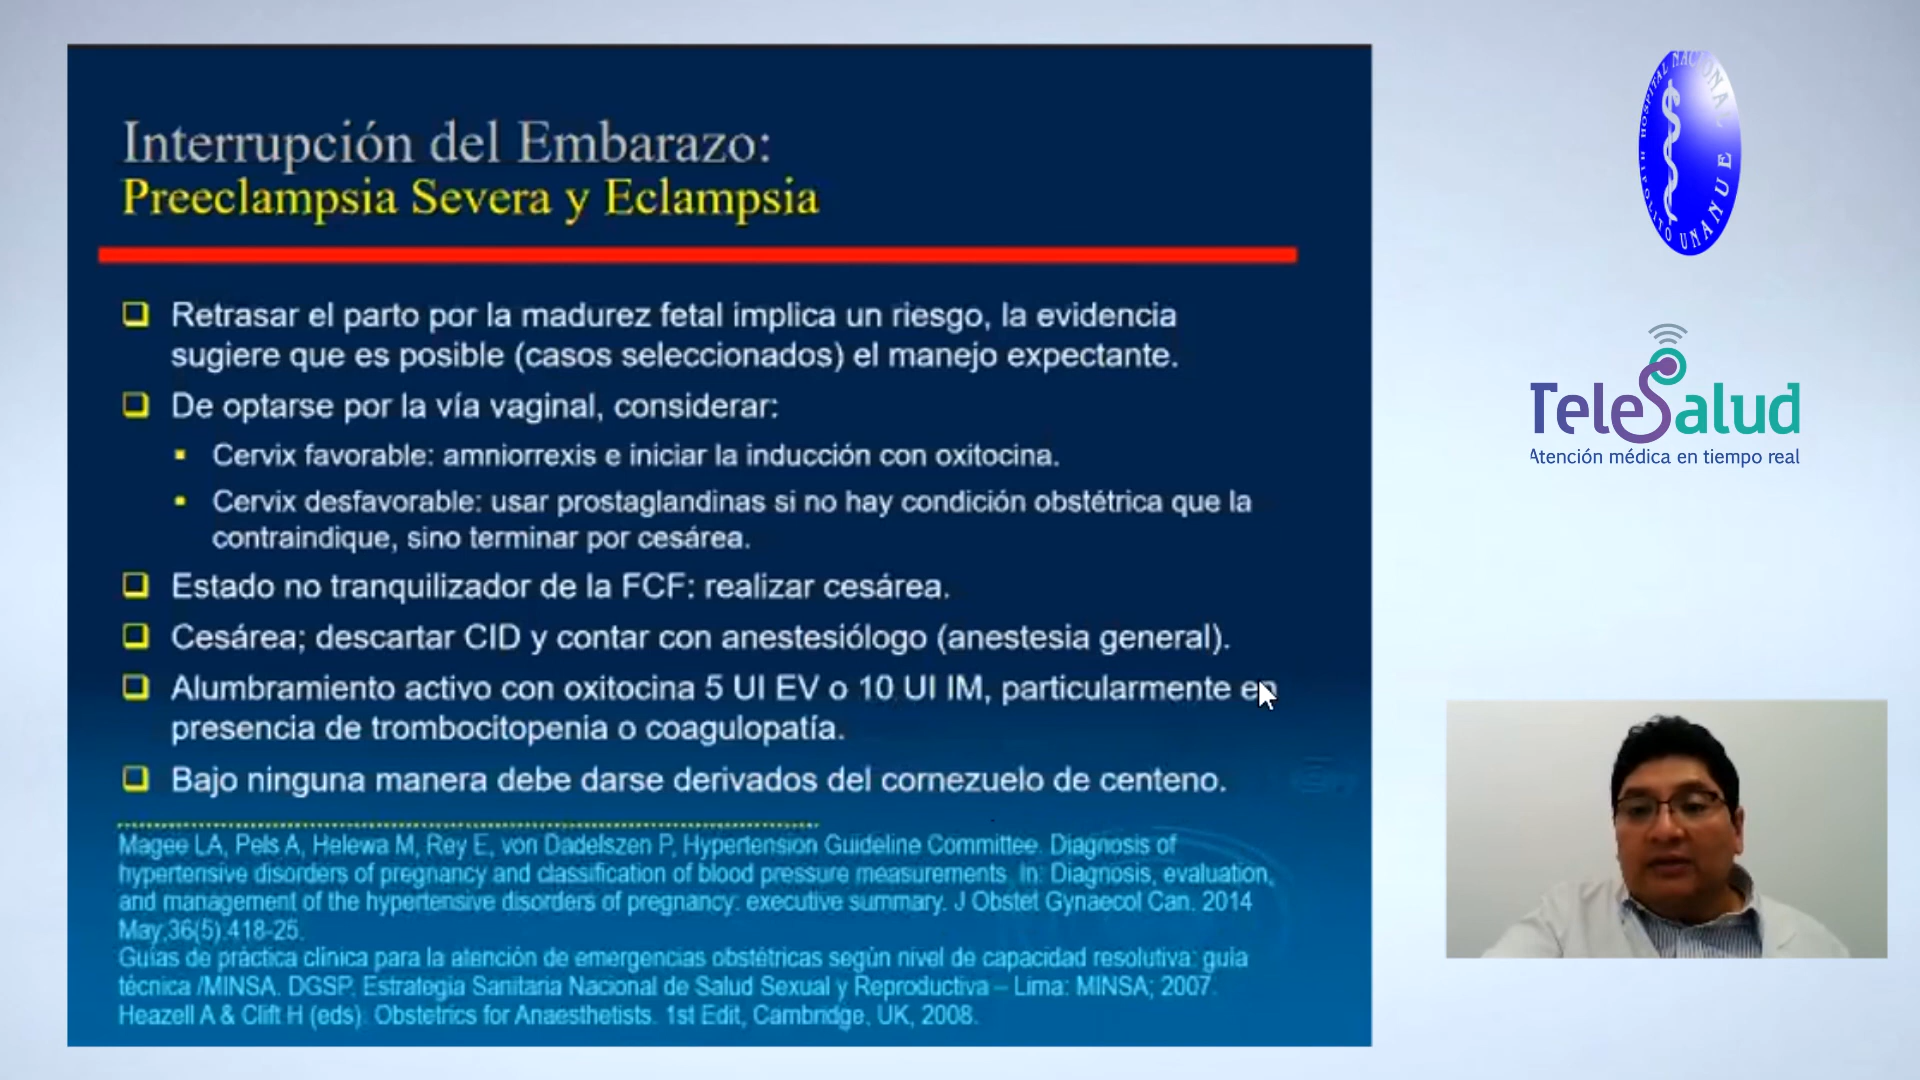 Interrupción del Embarazo:
Preeclampsia Severa y Eclampsia
Retrasar el parto por la madurez fetal implica un riesgo, la evidencia
sugiere que es posible (casos seleccionados) el manejo expectante.
De optarse por la vía vaginal, considerar:
Cervix favorable: amniorrexis e iniciar la inducción con oxitocina.
Cervix desfavorable: usar prostaglandinas si no hay condición obstétrica que la
contraindique, sino terminar por cesárea.
Estado no tranquilizador de la FCF: realizar cesárea.
Cesárea; descartar CID y contar con anestesiólogo (anestesia general).
Alumbramiento activo con oxitocina 5 UI EV o 10 UI IM, particularmente en
presencia de trombocitopenia o coagulopatía.
Bajo ninguna manera debe darse derivados del cornezuelo de centeno.
Magee LA, Pels A, Helewa M, Rey E, von Dadelszen P, Hypertension Guideline Committee. Diagnosis of
hypertensive disorders of pregnancy and classification of blood pressure measurements. In: Diagnosis, evaluation,
and management of the hypertensive disorders of pregnancy: executive summary. J Obstet Gynaecol Can. 2014
May;36(5):418-25.
Guías de práctica clínica para la atención de emergencias obstétricas según nivel de capacidad resolutiva: guía
técnica /MINSA. DGSP. Estrategia Sanitaria Nacional de Salud Sexual y Reproductiva – Lima: MINSA; 2007.
Heazell A & Clift H (eds). Obstetrics for Anaesthetists. 1st Edit, Cambridge, UK, 2008.
HOSPITAL NACIONAL
HIPOLITO UNANUE
TeleSalud
Atención médica en tiempo real